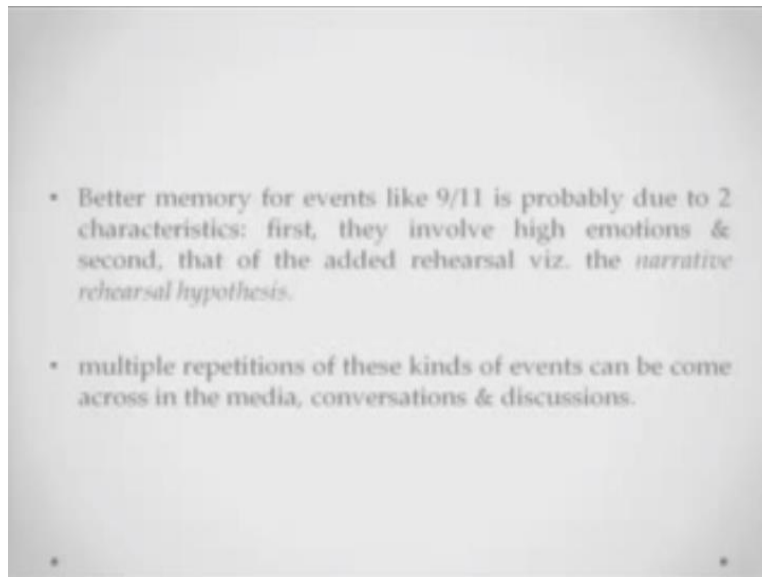 • Better memory for events like 9/11 is probably due to 2
characteristics: first, they involve high emotions &
second, that of the added rehearsal viz. the narrative
rehearsal hypothesis.
• multiple repetitions of these kinds of events can be come
across in the media, conversations & discussions.